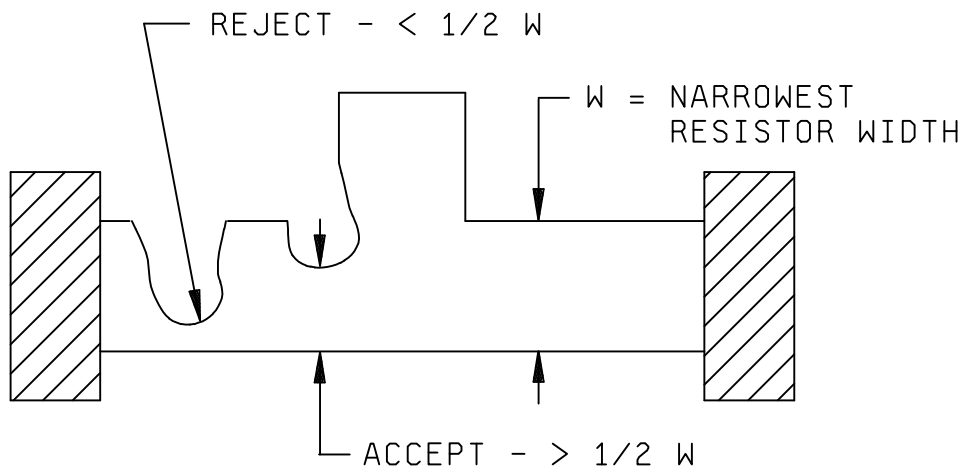 REJECT - < 1/2 W
W = NARROWEST
RESISTOR WIDTH
ACCEPT - > 1/2 W